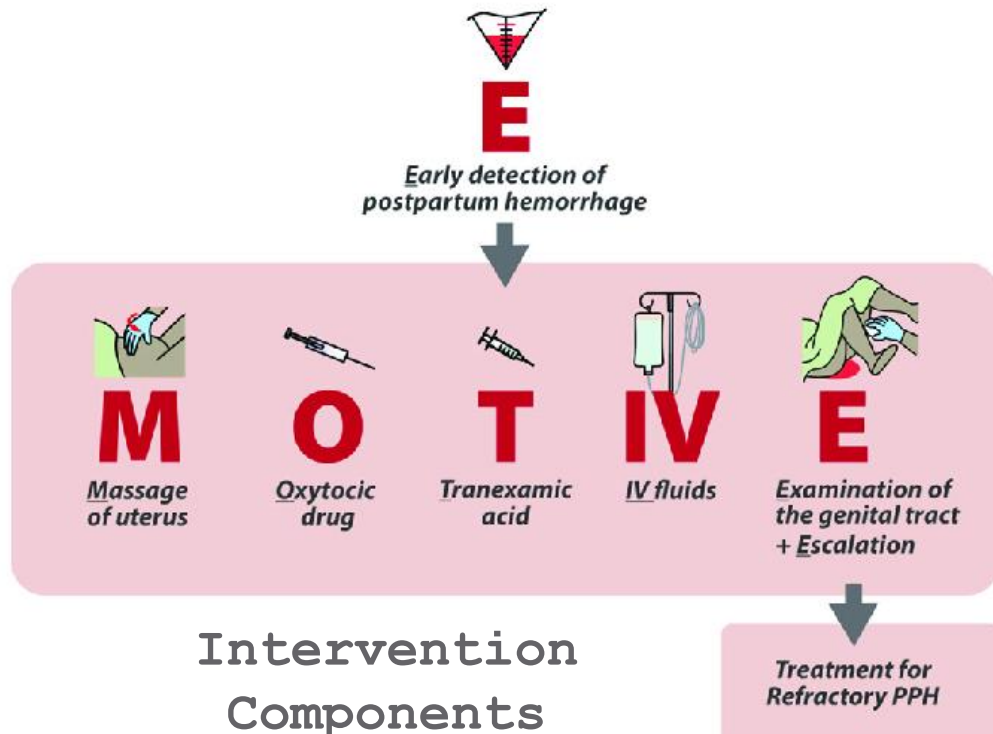 E
Early detection of
postpartum hemorrhage
M
Massage
of uterus
O
Oxytocic
drug
T
Tranexamic
acid
IV
IV fluids
E
Examination of
the genital tract
+ Escalation
Intervention
Components
Treatment for
Refractory PPH